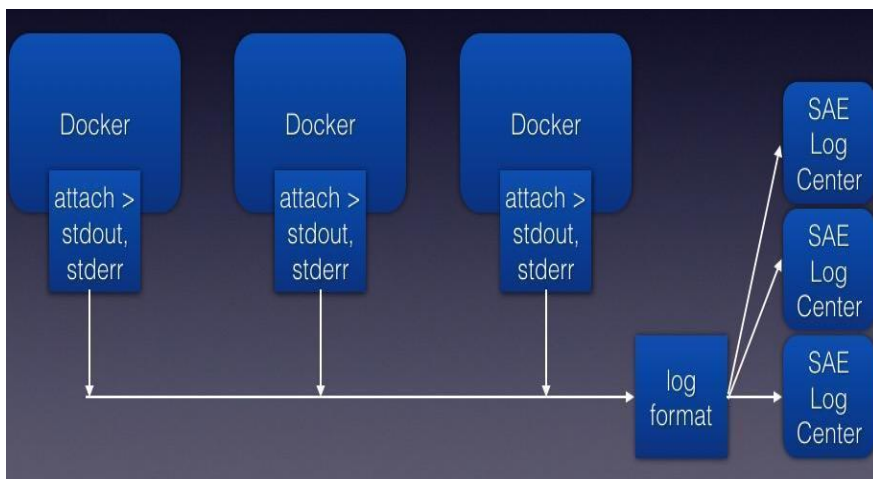 Docker
attach >
stdout,
stderr
Docker
attach >
stdout,
stderr
Docker
attach >
stdout,
stderr
log
format
SAE
Log
Center
SAE
Log
Center
SAE
Log
Center